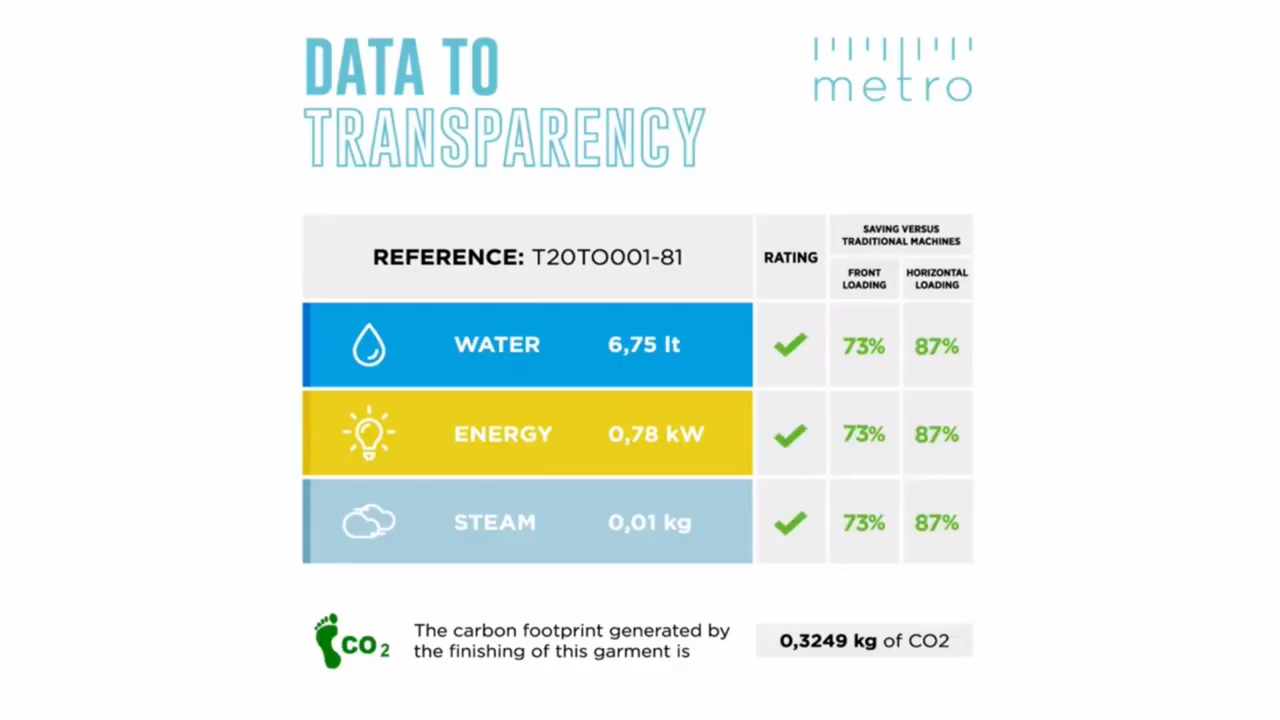 DATA TO
TRANSPARENCY
metro
REFERENCE: T20TO001-81
RATING
SAVING VERSUS
TRADITIONAL MACHINES
FRONT
LOADING
HORIZONTAL
LOADING
WATER 6,75 lt 73% 87%
ENERGY 0,78 kW 73% 87%
STEAM 0,01 kg 73% 87%
CO2
The carbon footprint generated by
the finishing of this garment is
0,3249 kg of CO2